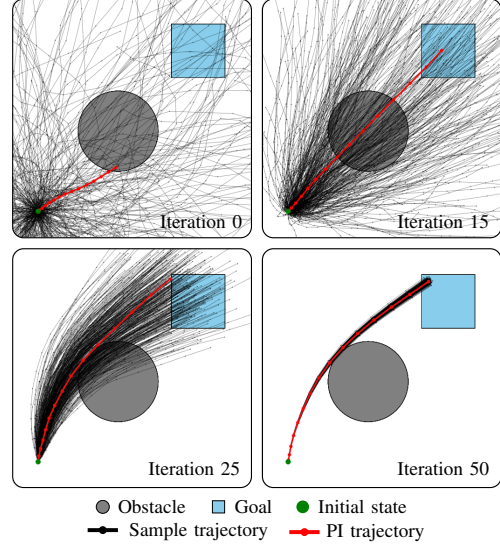 Iteration 0
Iteration 15
Iteration 25
Iteration 50
Obstacle Goal Initial state
Sample trajectory PI trajectory